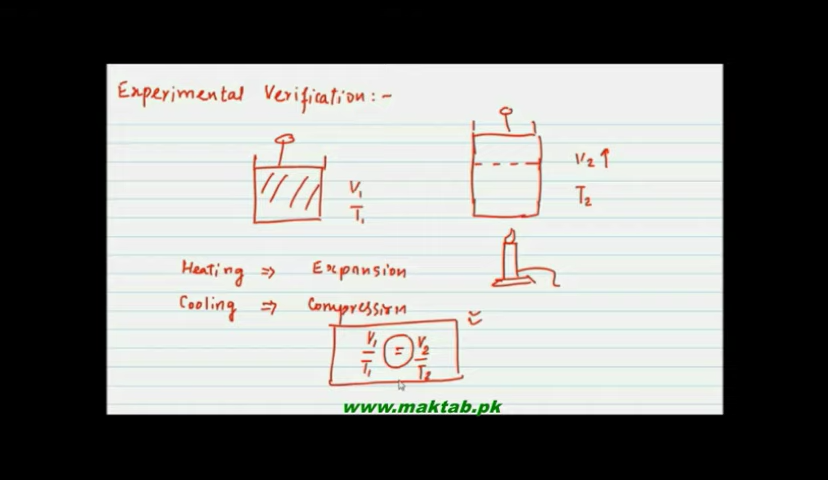 Experimental Verification:-
V₁
T₁
V₂ ↑
T₂
Heating ⇒ Expansion
Cooling ⇒ Compression
V₁/T₁ = V₂/T₂
www.maktab.pk